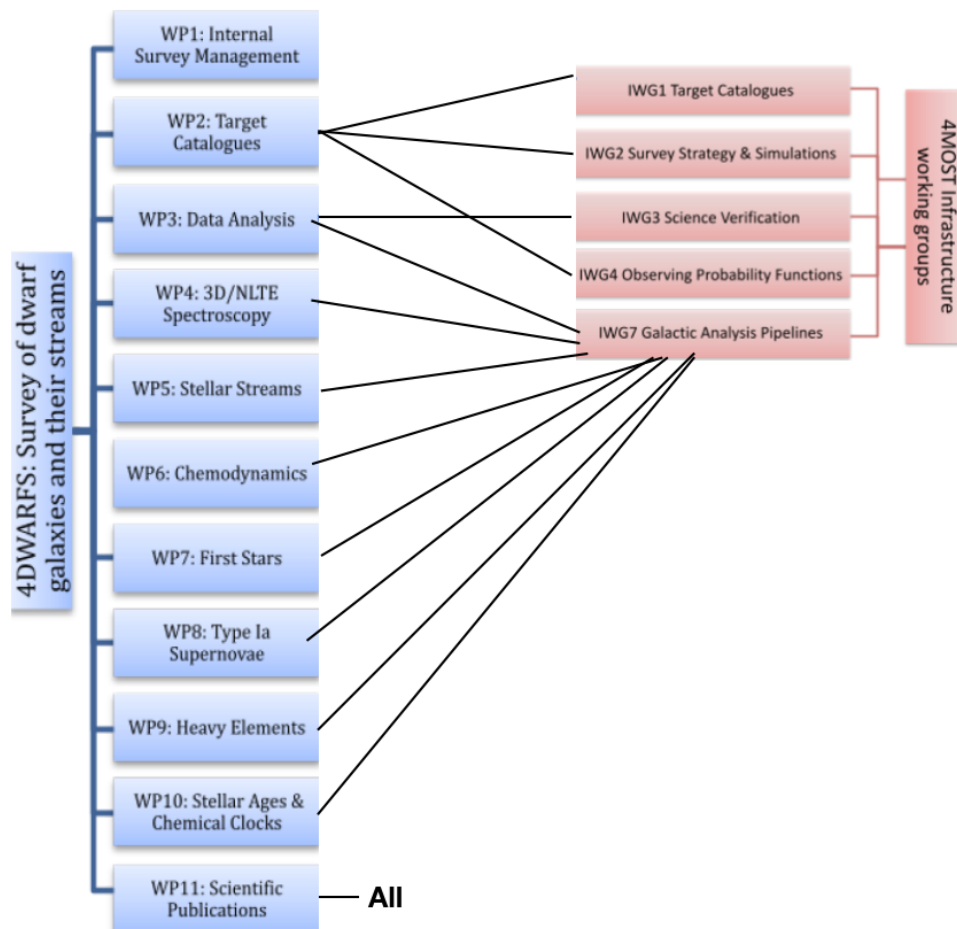 4DWARFS: Survey of dwarf
galaxies and their streams
WP1: Internal
Survey Management
WP2: Target
Catalogues
WP3: Data Analysis
WP4: 3D/NLTE
Spectroscopy
WP5: Stellar Streams
WP6: Chemodynamics
WP7: First Stars
WP8: Type Ia
Supernovae
WP9: Heavy Elements
WP10: Stellar Ages &
Chemical Clocks
WP11: Scientific
Publications
All
IWG1 Target Catalogues
IWG2 Survey Strategy & Simulations
IWG3 Science Verification
IWG4 Observing Probability Functions
IWG7 Galactic Analysis Pipelines
4MOST Infrastructure
working groups